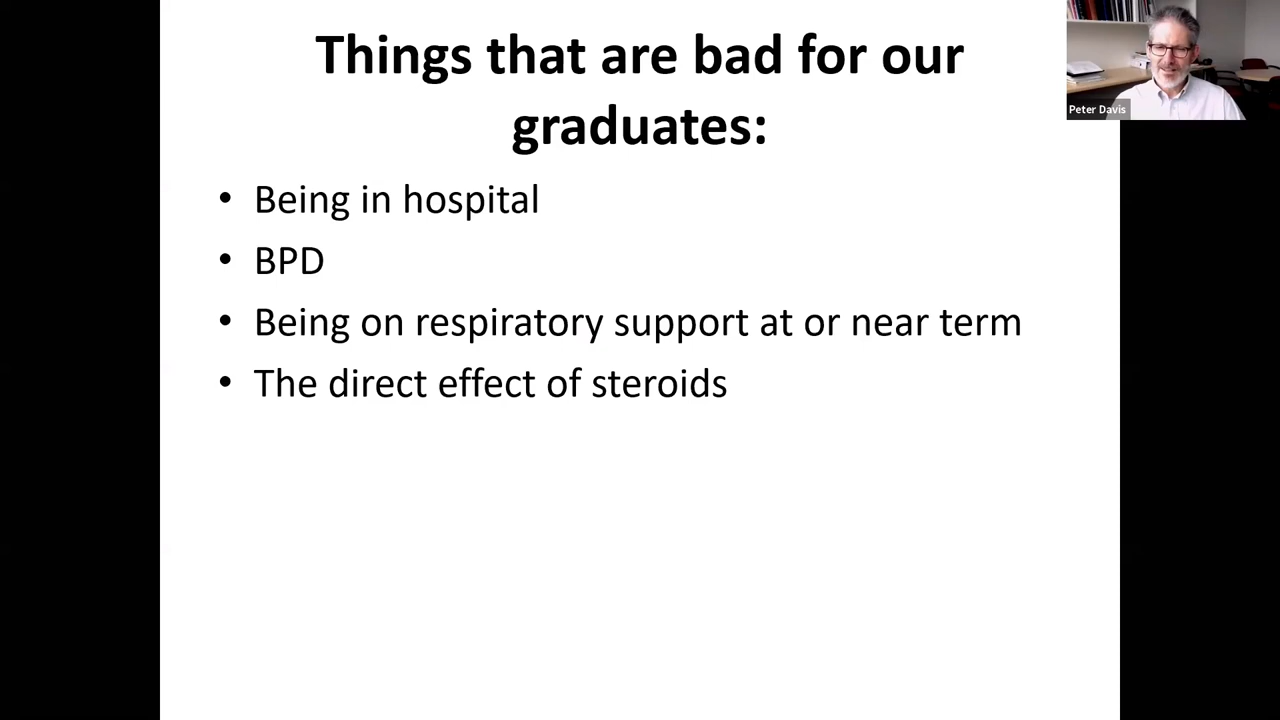 Things that are bad for our
graduates:
Peter Davis
• Being in hospital
• BPD
• Being on respiratory support at or near term
• The direct effect of steroids